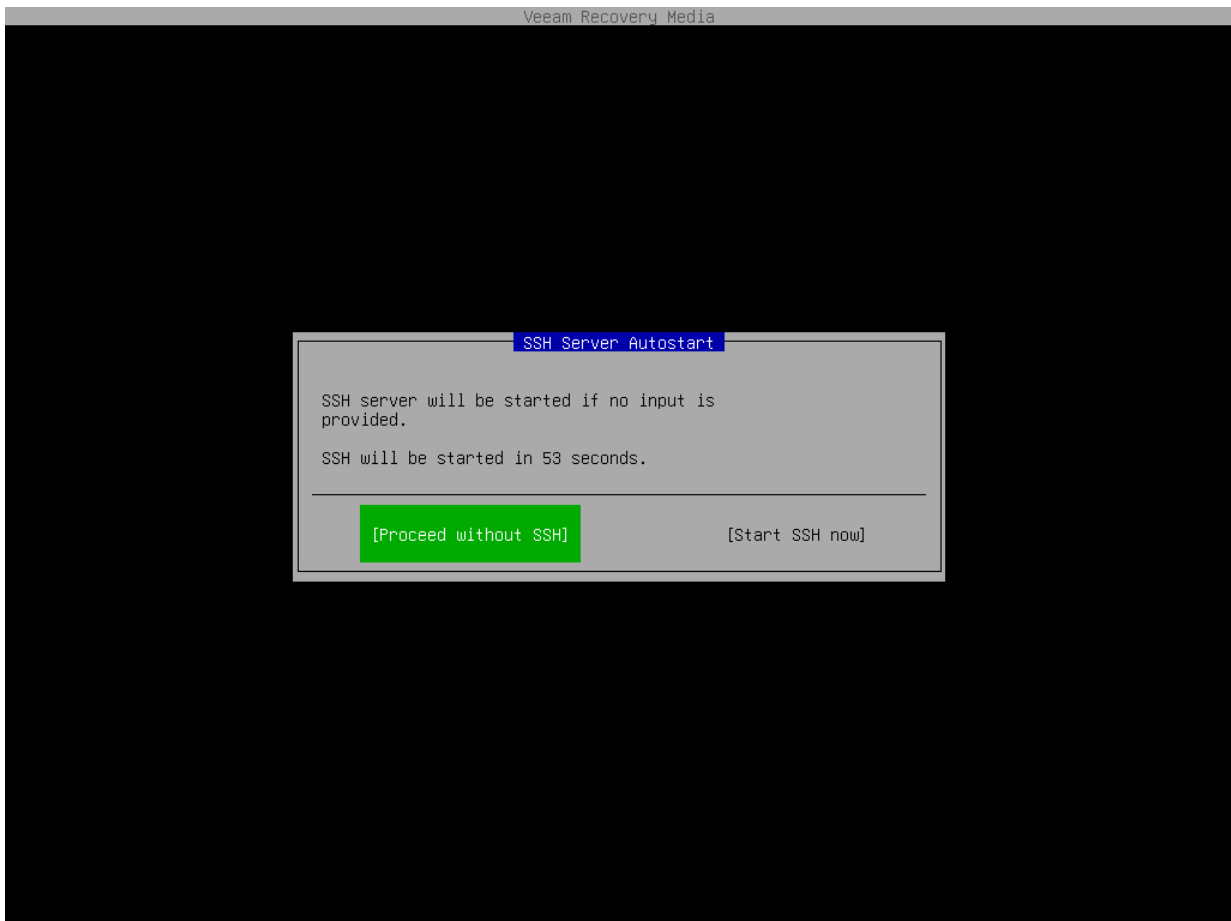 Veeam Recovery Media
SSH Server Autostart
SSH server will be started if no input is
provided.
SSH will be started in 53 seconds.
[Proceed without SSH] [Start SSH now]